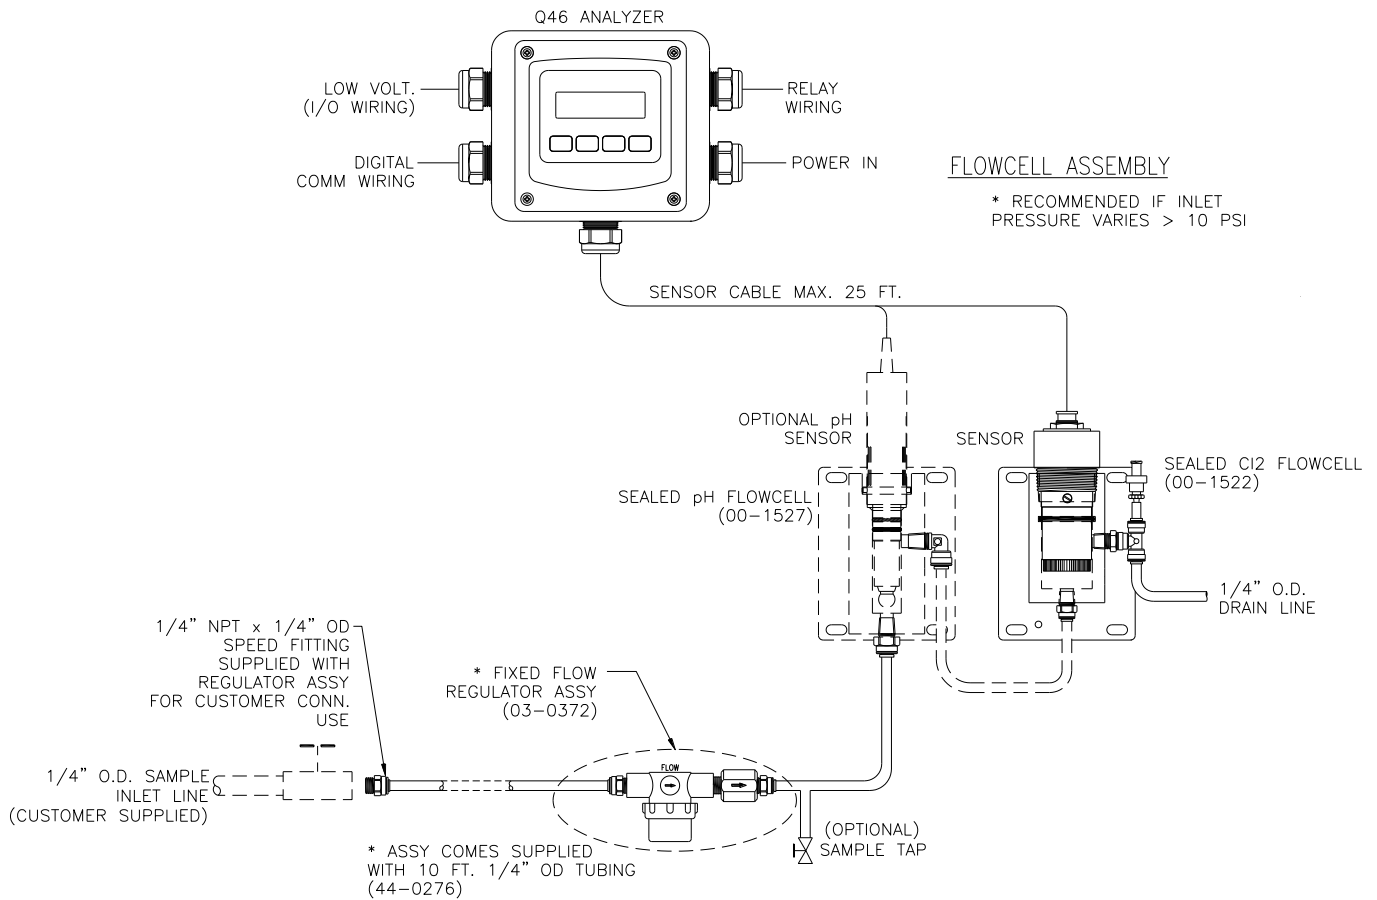 Q46 ANALYZER
LOW VOLT.
(I/O WIRING)
RELAY
WIRING
DIGITAL
COMM WIRING
POWER IN
FLOWCELL ASSEMBLY
* RECOMMENDED IF INLET
PRESSURE VARIES > 10 PSI
SENSOR CABLE MAX. 25 FT.
OPTIONAL pH
SENSOR
SENSOR
SEALED Cl2 FLOWCELL
(00-1522)
SEALED pH FLOWCELL
(00-1527)
1/4" O.D.
DRAIN LINE
1/4" NPT x 1/4" OD
SPEED FITTING
SUPPLIED WITH
REGULATOR ASSY
FOR CUSTOMER CONN.
USE
* FIXED FLOW
REGULATOR ASSY
(03-0372)
FLOW
1/4" O.D. SAMPLE
INLET LINE
(CUSTOMER SUPPLIED)
(OPTIONAL)
SAMPLE TAP
* ASSY COMES SUPPLIED
WITH 10 FT. 1/4" OD TUBING
(44-0276)